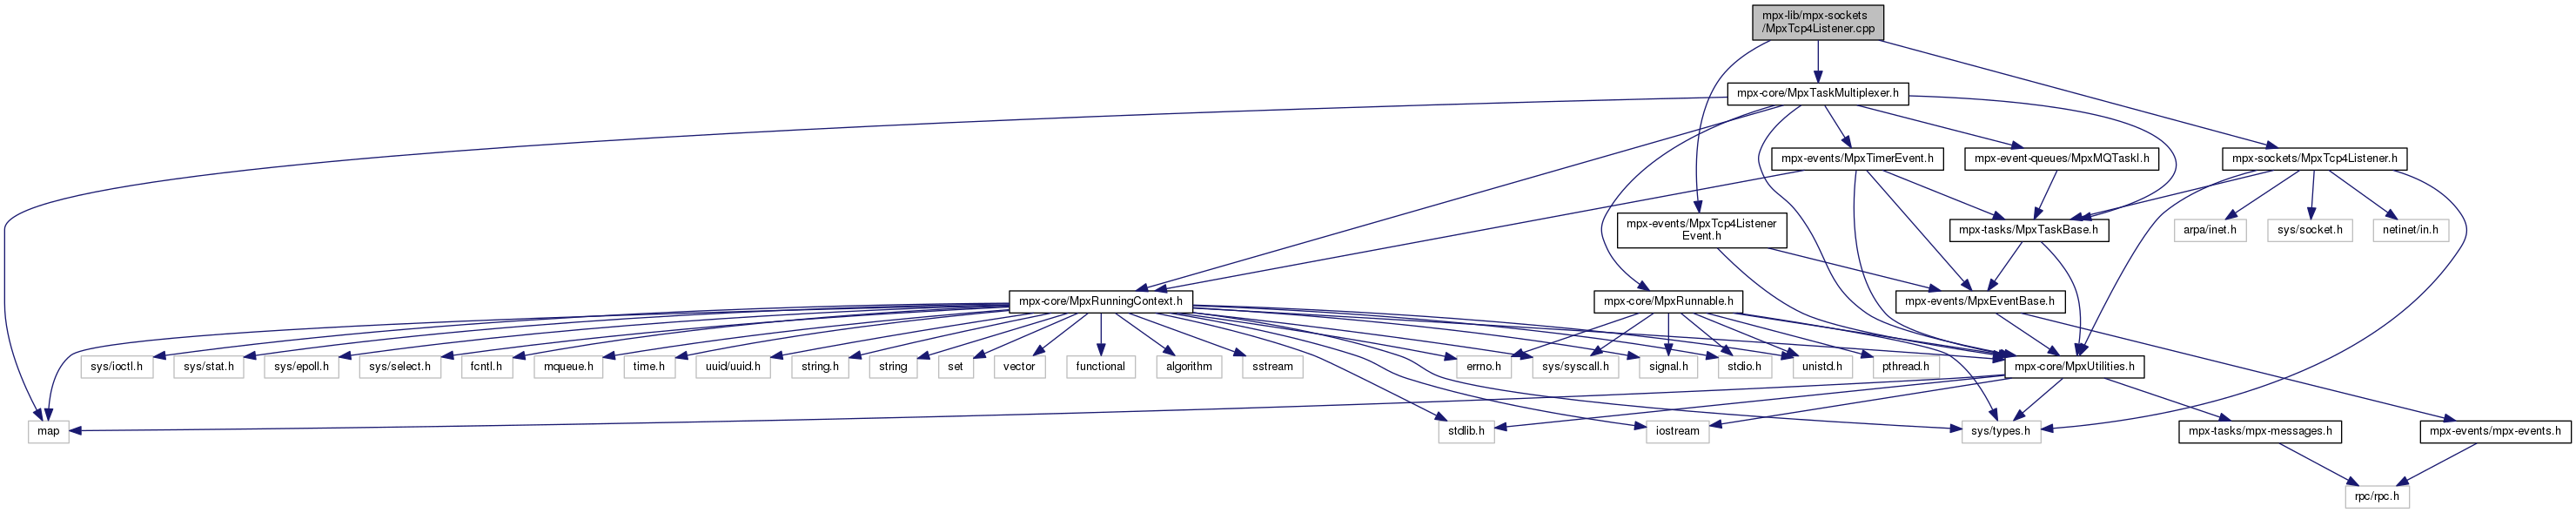 mpx-lib/mpx-sockets
/MpxTcp4Listener.cpp
mpx-core/MpxTaskMultiplexer.h
mpx-events/MpxTimerEvent.h
mpx-event-queues/MpxMQTaskI.h
mpx-sockets/MpxTcp4Listener.h
mpx-events/MpxTcp4Listener
Event.h
mpx-tasks/MpxTaskBase.h
arpa/inet.h
sys/socket.h
netinet/in.h
mpx-core/MpxRunningContext.h
mpx-core/MpxRunnable.h
mpx-events/MpxEventBase.h
sys/ioctl.h
sys/stat.h
sys/epoll.h
sys/select.h
fcntl.h
mqueue.h
time.h
uuid/uuid.h
string.h
string
set
vector
functional
algorithm
sstream
errno.h
sys/syscall.h
signal.h
stdio.h
unistd.h
pthread.h
mpx-core/MpxUtilities.h
map
stdlib.h
iostream
sys/types.h
mpx-tasks/mpx-messages.h
mpx-events/mpx-events.h
rpc/rpc.h